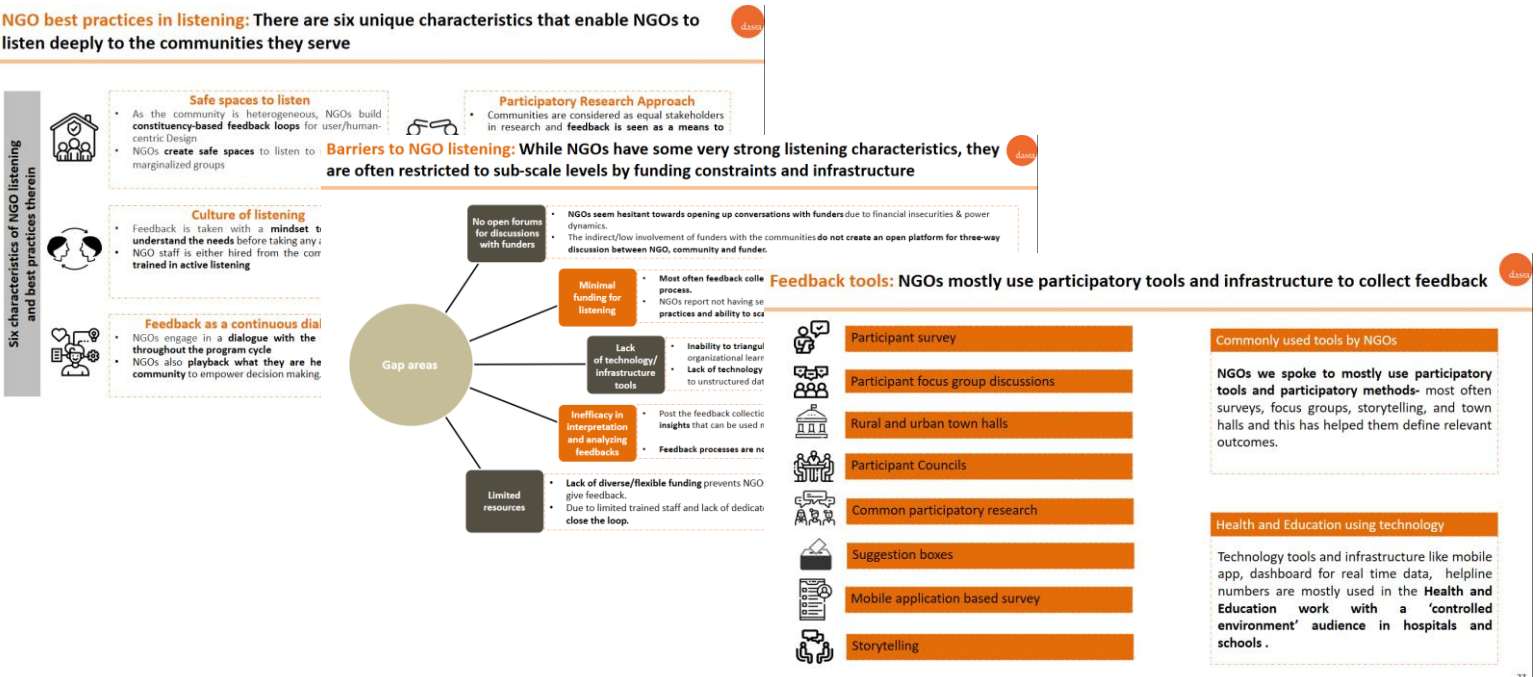 NGO best practices in listening: There are six unique characteristics that enable NGOs to
listen deeply to the communities they serve
dasra
Six characteristics of NGO listening
and best practices therein
Safe spaces to listen
• As the community is heterogeneous, NGOs build
constituency-based feedback loops for user/human-
centric Design
• NGOs create safe spaces to listen to
marginalized groups
Participatory Research Approach
• Communities are considered as equal stakeholders
in research and feedback is seen as a means to
Culture of listening
• Feedback is taken with a mindset
understand the needs before taking any
• NGO staff is either hired from the
trained in active listening
Feedback as a continuous
• NGOs engage in a dialogue with the
throughout the program cycle
• NGOs also playback what they are
community to empower decision making.
Barriers to NGO listening: While NGOs have some very strong listening characteristics, they
are often restricted to sub-scale levels by funding constraints and infrastructure
dasra
Gap areas
No open forums
for discussions
with funders
• NGOs seem hesitant towards opening up conversations with funders due to financial insecurities & power
dynamics.
• The indirect/low involvement of funders with the communities do not create an open platform for three-way
discussion between NGO, community and funder.
Minimal
funding for
listening
• Most often feedback
process.
• NGOs report not having
practices and ability to
Lack
of technology/
infrastructure
tools
• Inability to
organizational
• Lack of technology
to unstructured
Inefficacy in
interpretation
and analyzing
feedbacks
• Post the feedback
insights that can be used
• Feedback processes are
Limited
resources
• Lack of diverse/flexible funding prevents NGO
give feedback.
• Due to limited trained staff and lack of
close the loop.
Feedback tools: NGOs mostly use participatory tools and infrastructure to collect feedback
dasra
Participant survey
Participant focus group discussions
Rural and urban town halls
Participant Councils
Common participatory research
Suggestion boxes
Mobile application based survey
Storytelling
Commonly used tools by NGOs
NGOs we spoke to mostly use participatory
tools and participatory methods- most often
surveys, focus groups, storytelling, and town
halls and this has helped them define relevant
outcomes.
Health and Education using technology
Technology tools and infrastructure like mobile
app, dashboard for real time data, helpline
numbers are mostly used in the Health and
Education work with a ‘controlled
environment’ audience in hospitals and
schools .